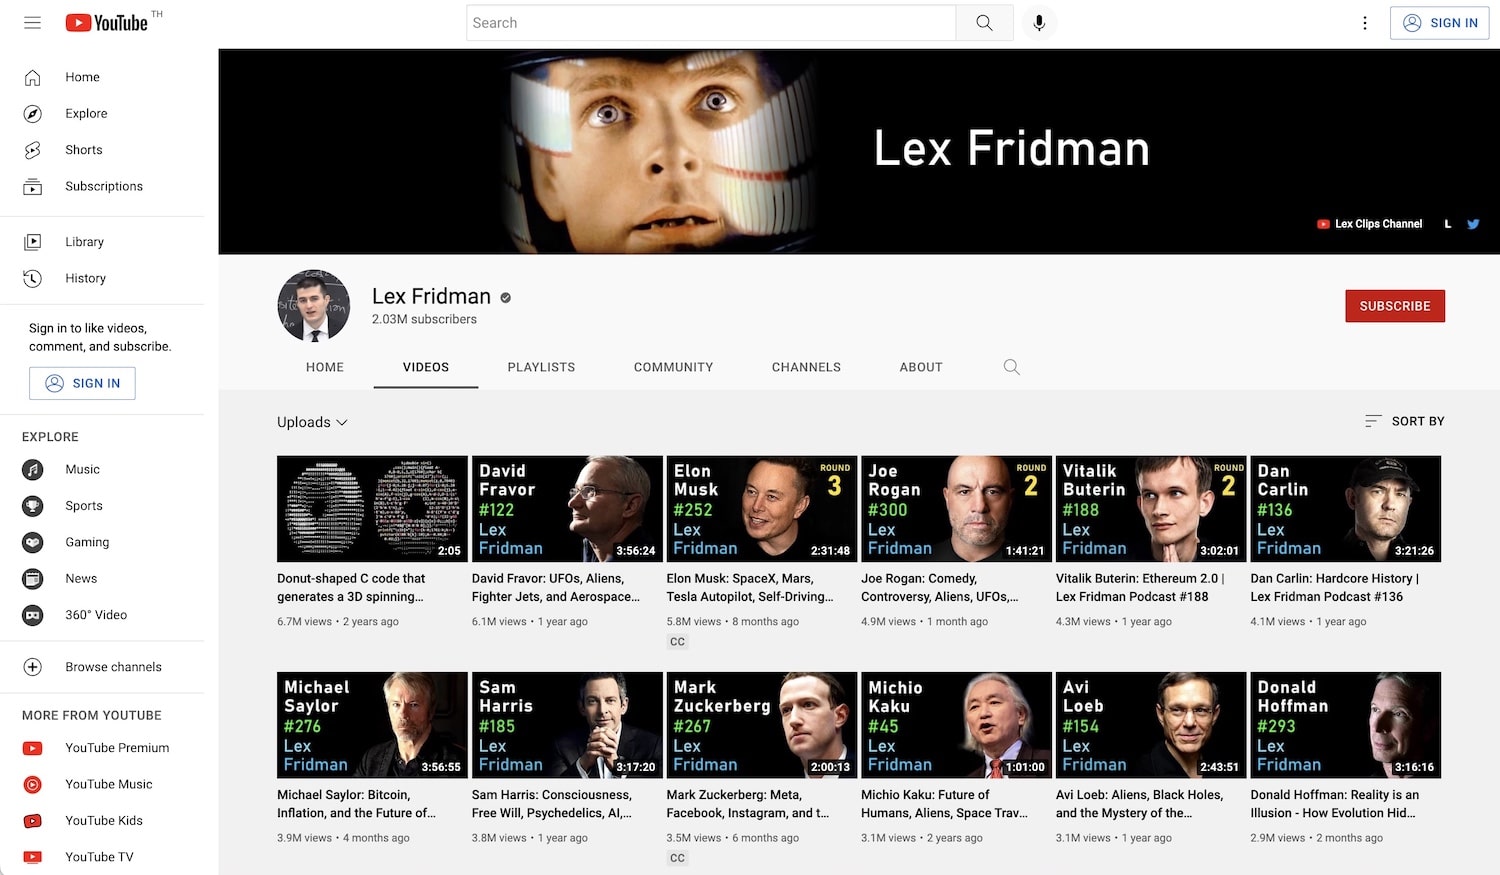 YouTube TH
Search
SIGN IN
Home
Explore
Shorts
Subscriptions
Library
History
Sign in to like videos,
comment, and subscribe.
SIGN IN
EXPLORE
Music
Sports
Gaming
News
360° Video
Browse channels
MORE FROM YOUTUBE
YouTube Premium
YouTube Music
YouTube Kids
YouTube TV
Lex Fridman
Lex Clips Channel L
Lex Fridman
2.03M subscribers
SUBSCRIBE
HOME VIDEOS PLAYLISTS COMMUNITY CHANNELS ABOUT
Uploads
SORT BY
2:05
Donut-shaped C code that
generates a 3D spinning...
6.7M views • 2 years ago
David
Fravor
#122
Lex
Fridman
3:56:24
David Fravor: UFOs, Aliens,
Fighter Jets, and Aerospace...
6.1M views • 1 year ago
Elon
Musk
#252
Lex
Fridman
ROUND
3
2:31:48
Elon Musk: SpaceX, Mars,
Tesla Autopilot, Self-Driving...
5.8M views • 8 months ago
CC
Joe
Rogan
#300
Lex
Fridman
ROUND
2
1:41:21
Joe Rogan: Comedy,
Controversy, Aliens, UFOs,...
4.9M views • 1 month ago
Vitalik
Buterin
#188
Lex
Fridman
ROUND
2
3:02:01
Vitalik Buterin: Ethereum 2.0 |
Lex Fridman Podcast #188
4.3M views • 1 year ago
Dan
Carlin
#136
Lex
Fridman
3:21:26
Dan Carlin: Hardcore History |
Lex Fridman Podcast #136
4.1M views • 1 year ago
Michael
Saylor
#276
Lex
Fridman
3:56:55
Michael Saylor: Bitcoin,
Inflation, and the Future of...
3.9M views • 4 months ago
Sam
Harris
#185
Lex
Fridman
3:17:20
Sam Harris: Consciousness,
Free Will, Psychedelics, AI,...
3.8M views • 1 year ago
Mark
Zuckerberg
#267
Lex
Fridman
2:00:13
Mark Zuckerberg: Meta,
Facebook, Instagram, and t...
3.5M views • 6 months ago
CC
Michio
Kaku
#45
Lex
Fridman
1:01:00
Michio Kaku: Future of
Humans, Aliens, Space Trav...
3.1M views • 2 years ago
Avi
Loeb
#154
Lex
Fridman
2:43:51
Avi Loeb: Aliens, Black Holes,
and the Mystery of the...
3.1M views • 1 year ago
Donald
Hoffman
#293
Lex
Fridman
3:16:16
Donald Hoffman: Reality is an
Illusion - How Evolution Hid...
2.9M views • 2 months ago